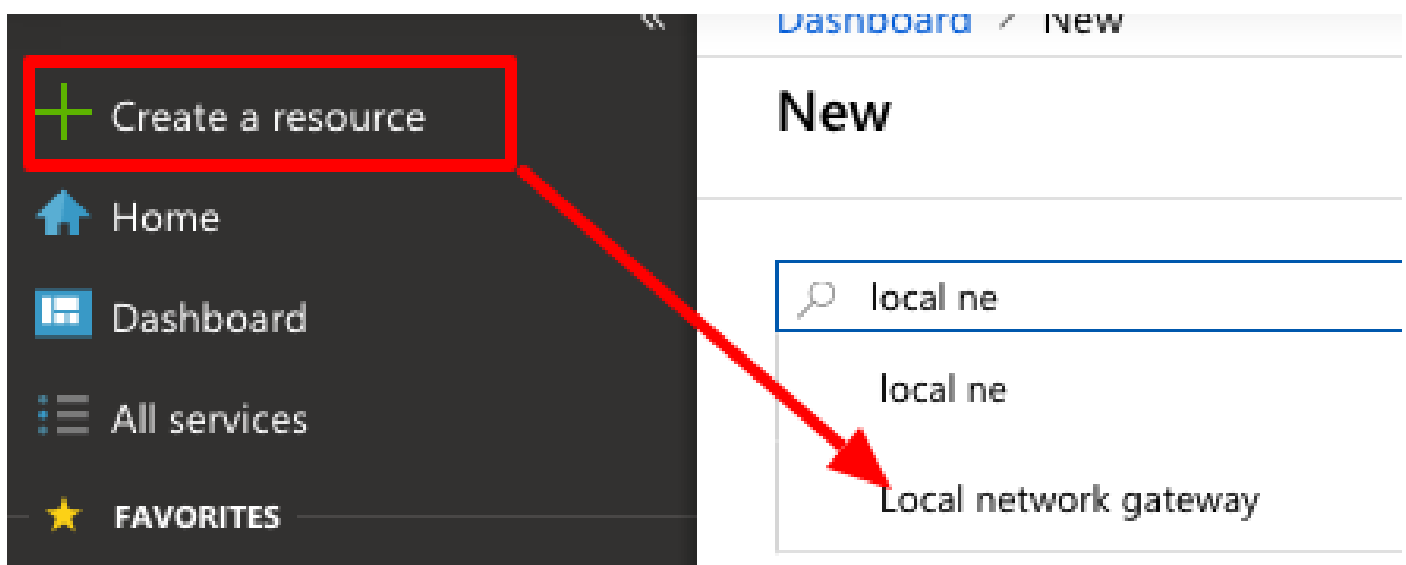 Create a resource
Home
Dashboard
All services
FAVORITES
Dashboard > New
New
local ne
local ne
Local network gateway